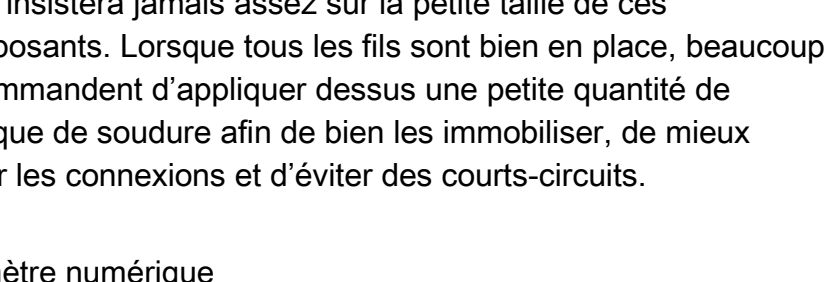 insistera jamais assez sur la petite taille de ces
posants. Lorsque tous les fils sont bien en place, beaucoup
mmandent d'appliquer dessus une petite quantité de
que de soudure afin de bien les immobiliser, de mieux
r les connexions et d'éviter des courts-circuits.
mètre numérique